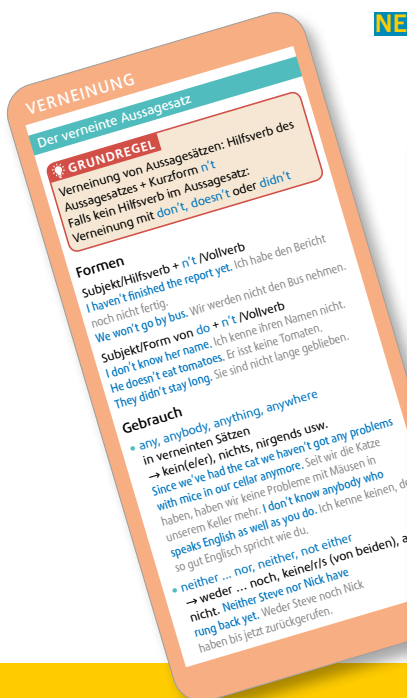 NE
VERNEINUNG
Der verneinte Aussagesatz
GRUNDREGEL
Verneinung von Aussagesätzen: Hilfsverb des
Aussagesatzes + Kurzform n't
Falls kein Hilfsverb im Aussagesatz:
Verneinung mit don't, doesn't oder didn't
Formen
Subjekt/Hilfsverb + n't /Vollverb
I haven't finished the report yet. Ich habe den Bericht
noch nicht fertig.
We won't go by bus. Wir werden nicht den Bus nehmen.
Subjekt/Form von do + n't /Vollverb
I don't know her name. Ich kenne ihren Namen nicht.
He doesn't eat tomatoes. Er isst keine Tomaten.
They didn't stay long. Sie sind nicht lange geblieben.
Gebrauch
• any, anybody, anything, anywhere
in verneinten Sätzen
→ kein(e/er), nichts, nirgends usw.
Since we've had the cat we haven't got any problems
with mice in our cellar anymore. Seit wir die Katze
haben, haben wir keine Probleme mit Mäusen in
unserem Keller mehr. I don't know anybody who
speaks English as well as you do. Ich kenne keinen, de
so gut Englisch spricht wie du.
• neither ... nor, neither, not either
→ weder ... noch, keine/r/s (von beiden), a
nicht. Neither Steve nor Nick have
rung back yet. Weder Steve noch Nick
haben bis jetzt zurückgerufen.